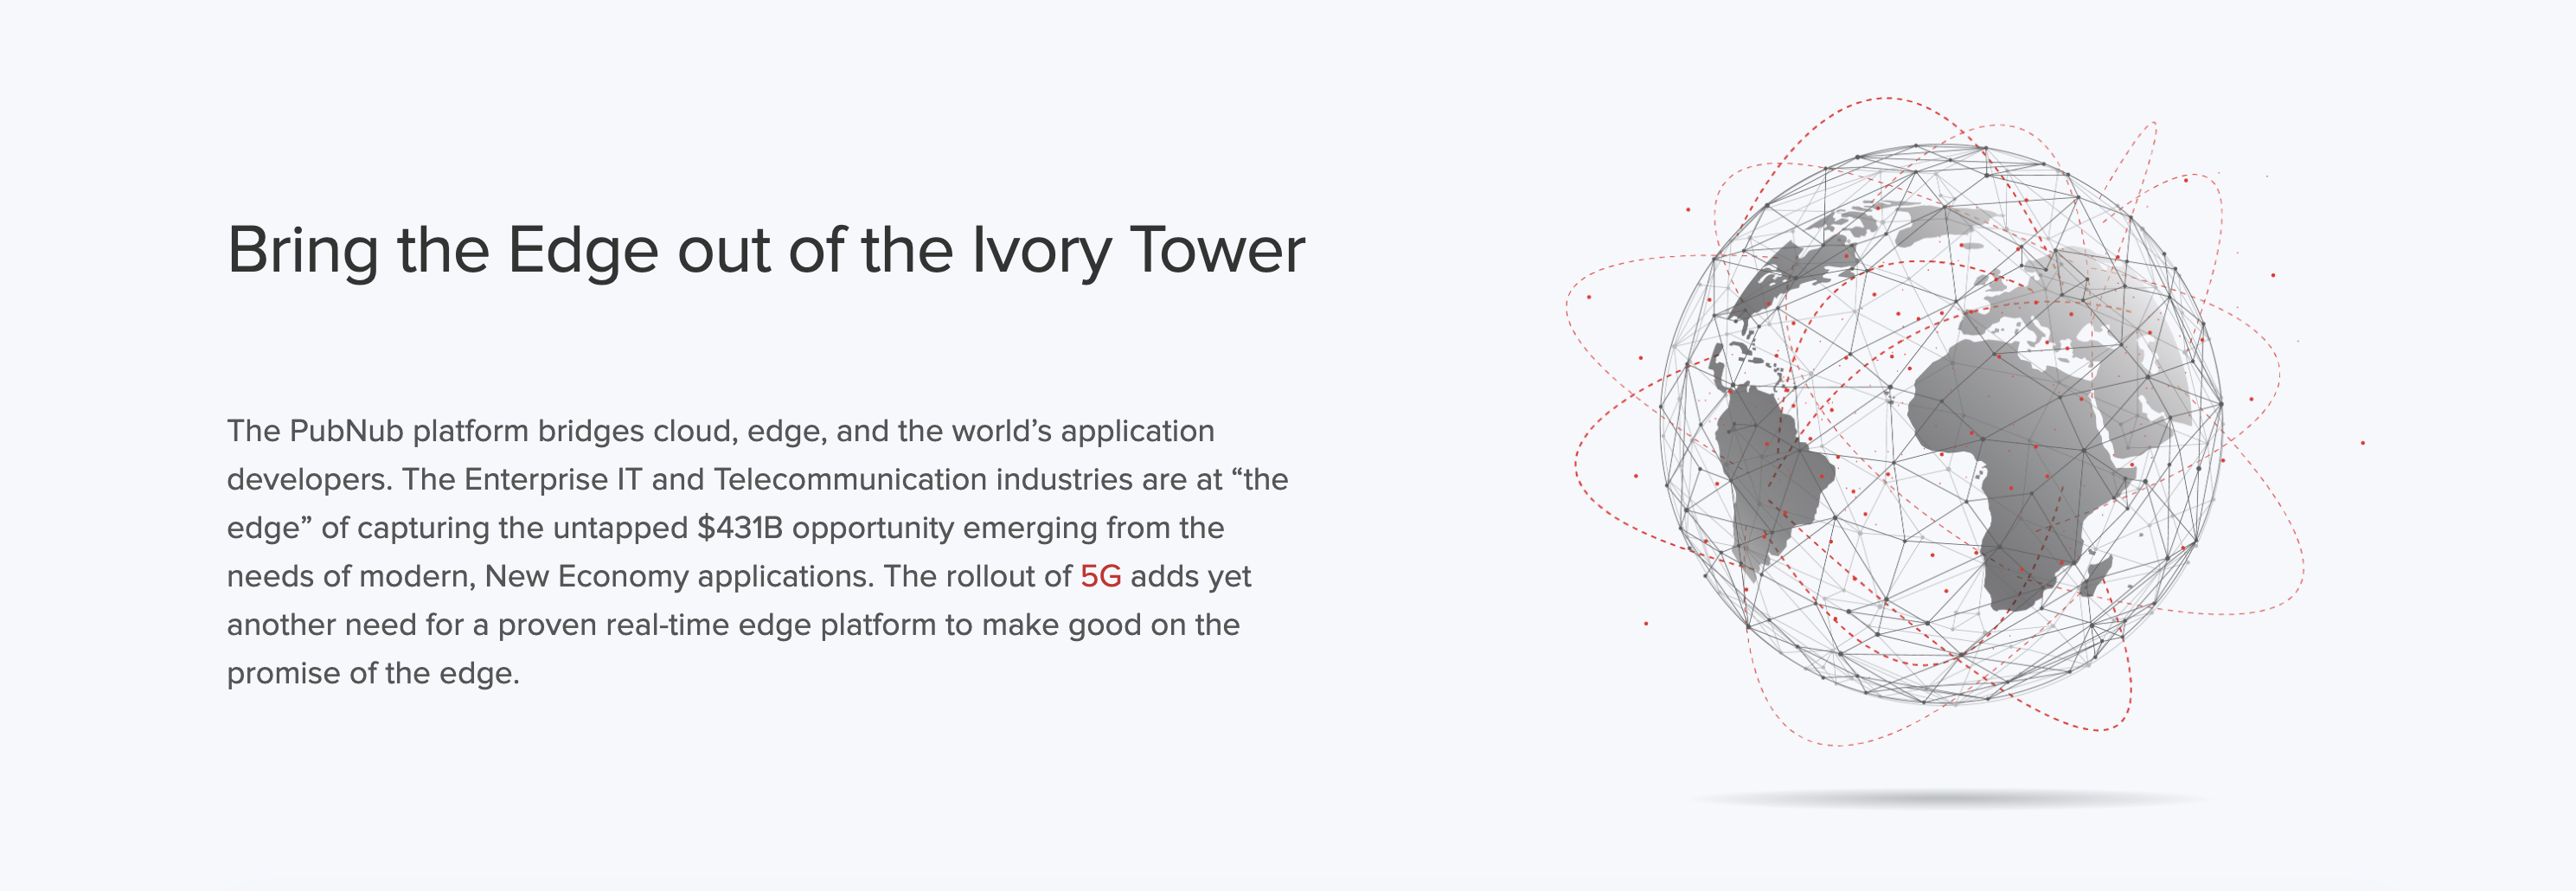 Bring the Edge out of the Ivory Tower
The PubNub platform bridges cloud, edge, and the world’s application
developers. The Enterprise IT and Telecommunication industries are at “the
edge” of capturing the untapped $431B opportunity emerging from the
needs of modern, New Economy applications. The rollout of 5G adds yet
another need for a proven real-time edge platform to make good on the
promise of the edge.